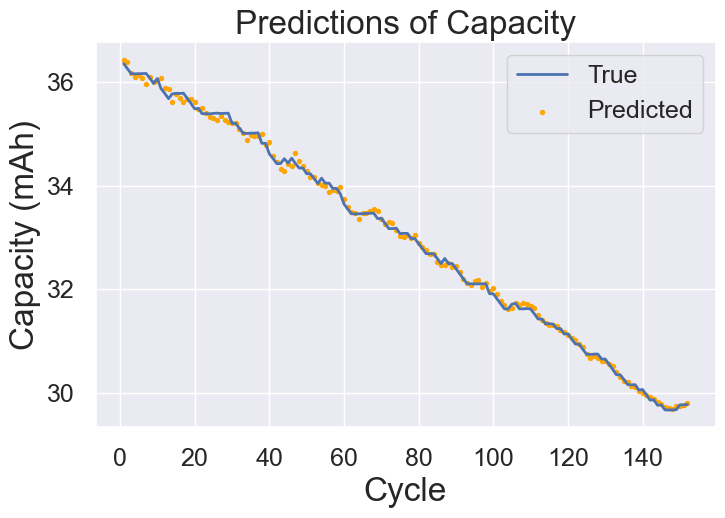 Predictions of Capacity
True
Predicted
Capacity (mAh)
36
34
32
30
0 20 40 60 80 100 120 140
Cycle